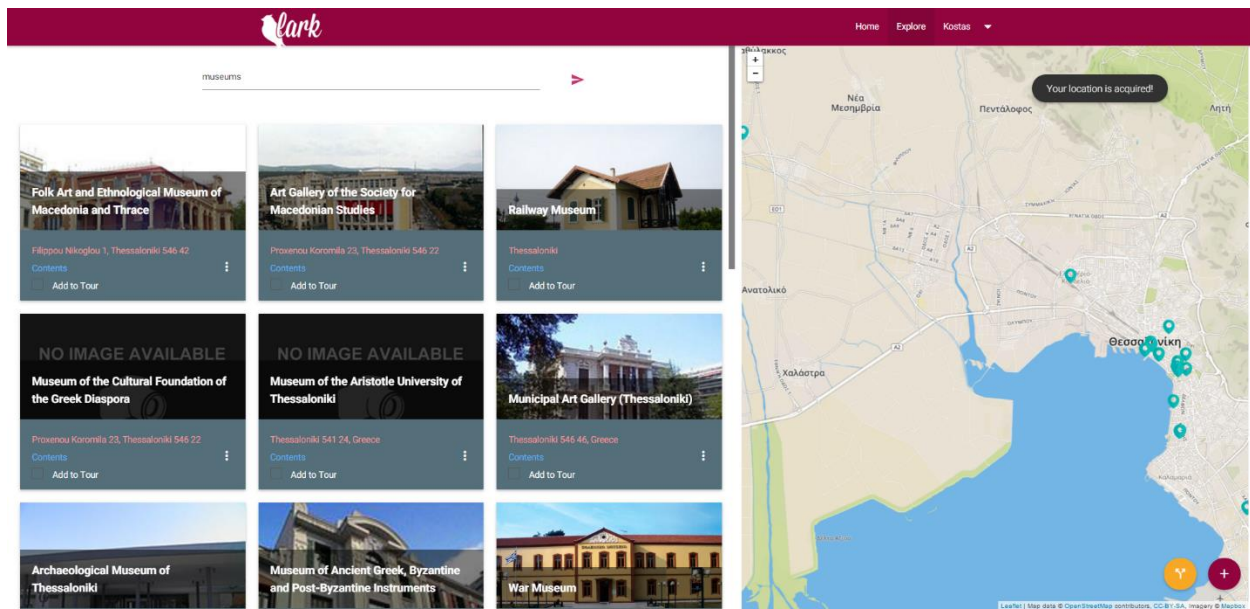 lark
Home Explore Kostas
museums
Folk Art and Ethnological Museum of
Macedonia and Thrace
Filippou Nikoglou 1, Thessaloniki 546 42
Contents
Add to Tour
Art Gallery of the Society for
Macedonian Studies
Proxenou Koromila 23, Thessaloniki 546 22
Contents
Add to Tour
Railway Museum
Thessaloniki
Contents
Add to Tour
NO IMAGE AVAILABLE
Museum of the Cultural Foundation of
the Greek Diaspora
Proxenou Koromila 23, Thessaloniki 546 22
Contents
Add to Tour
NO IMAGE AVAILABLE
Museum of the Aristotle University of
Thessaloniki
Thessaloniki 541 24, Greece
Contents
Add to Tour
Municipal Art Gallery (Thessaloniki)
Thessaloniki 546 46, Greece
Contents
Add to Tour
Archaeological Museum of
Thessaloniki
Museum of Ancient Greek, Byzantine
and Post-Byzantine Instruments
War Museum
+
-
Your location is acquired!
Νέα
Μεσημβρία
Πεντάλοφος
Λητή
Ανατολικό
Χαλάστρα
Καλαμαριά
A2
A2
A2
+
Leaflet | Map data © OpenStreetMap contributors, CC-BY-SA, Imagery © Mapbox